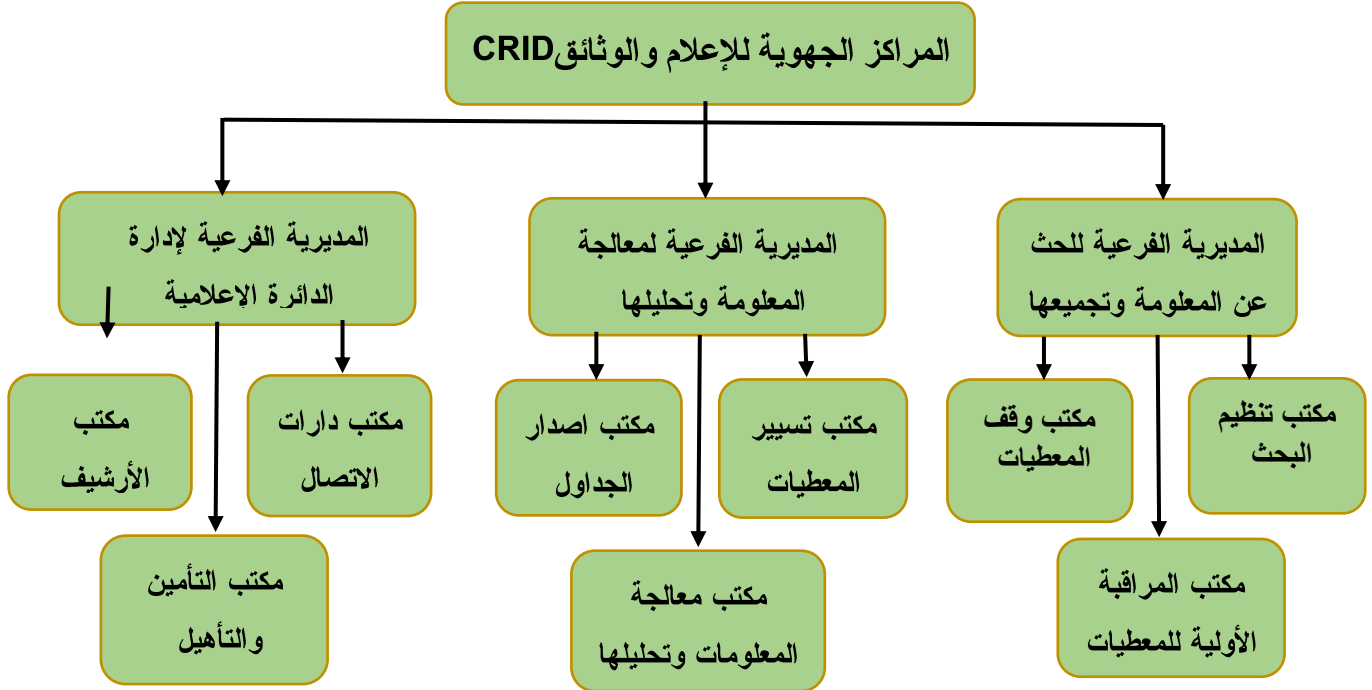 المراكز الجهوية للإعلام والوثائقCRID
المديرية الفرعية للحث
عن المعلومة وتجميعها
المديرية الفرعية لمعالجة
المعلومة وتحليلها
المديرية الفرعية لإدارة
الدائرة الإعلامية
مكتب تنظيم
البحث
مكتب وقف
المعطيات
مكتب تسيير
المعطيات
مكتب اصدار
الجداول
مكتب دارات
الاتصال
مكتب
الأرشيف
مكتب المراقبة
الأولية للمعطيات
مكتب معالجة
المعلومات وتحليلها
مكتب التأمين
والتأهيل